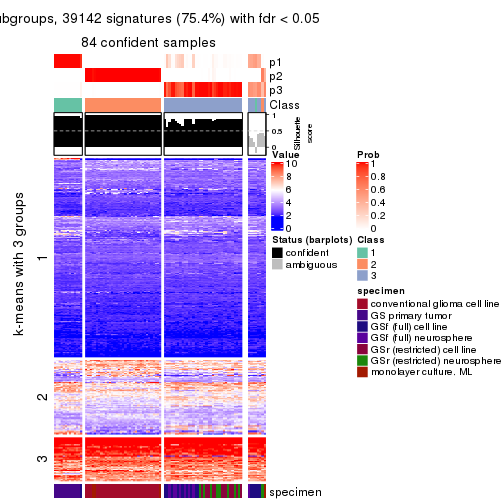 ubgroups, 39142 signatures (75.4%) with fdr < 0.05
84 confident samples
p1
p2
p3
Class
1
0.5
0
Silhouette
score
k-means with 3 groups
1
2
3
Value
10
8
6
4
2
0
Prob
1
0.8
0.6
0.4
0.2
0
Status (barplots)
confident
ambiguous
Class
1
2
3
specimen
conventional glioma cell line
GS primary tumor
GSf (full) cell line
GSf (full) neurosphere
GSr (restricted) cell line
GSr (restricted) neurosphere
monolayer culture. ML
specimen